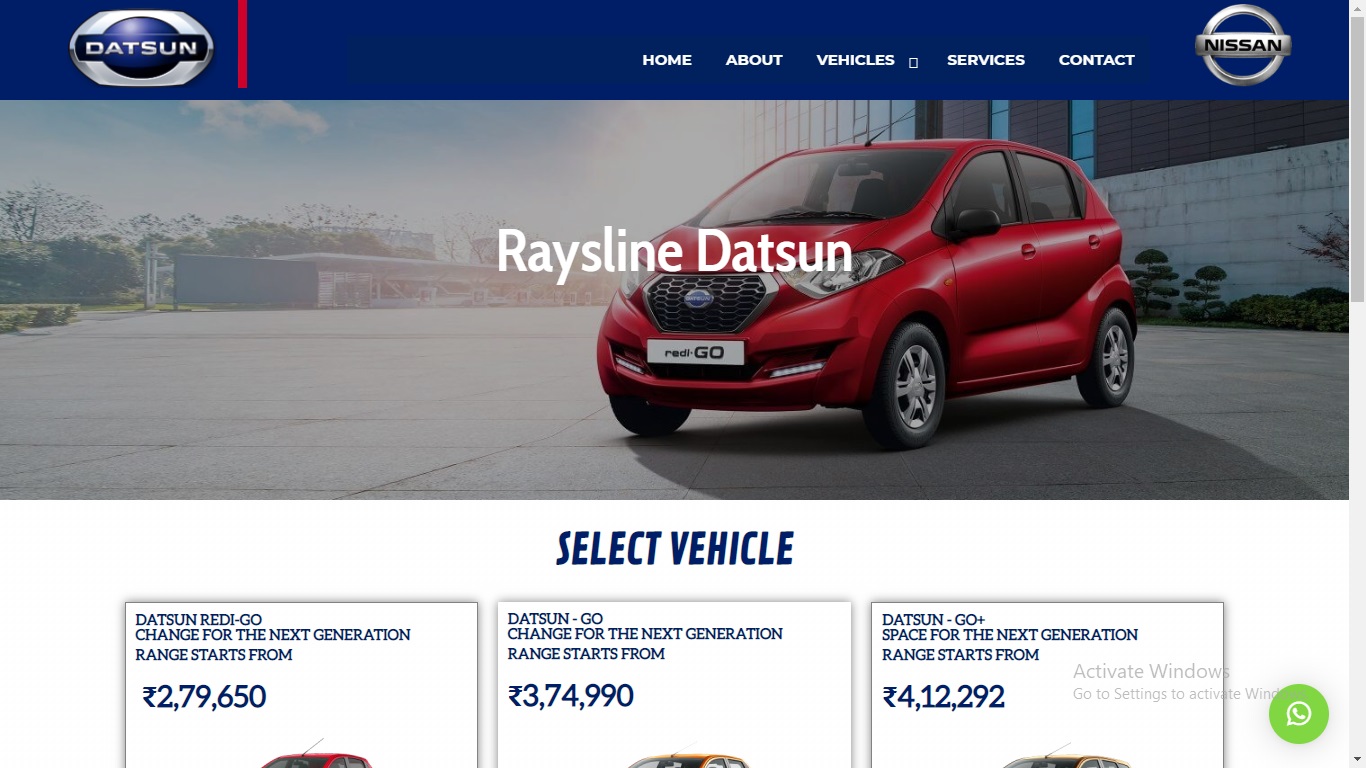 DATSUN
HOME ABOUT VEHICLES SERVICES CONTACT
NISSAN
Raysline Datsun
DATSUN
redi-GO
SELECT VEHICLE
DATSUN REDI-GO
CHANGE FOR THE NEXT GENERATION
RANGE STARTS FROM
₹2,79,650
DATSUN - GO
CHANGE FOR THE NEXT GENERATION
RANGE STARTS FROM
₹3,74,990
DATSUN - GO+
SPACE FOR THE NEXT GENERATION
RANGE STARTS FROM
₹4,12,292
Activate Windows
Go to Settings to activate Wind